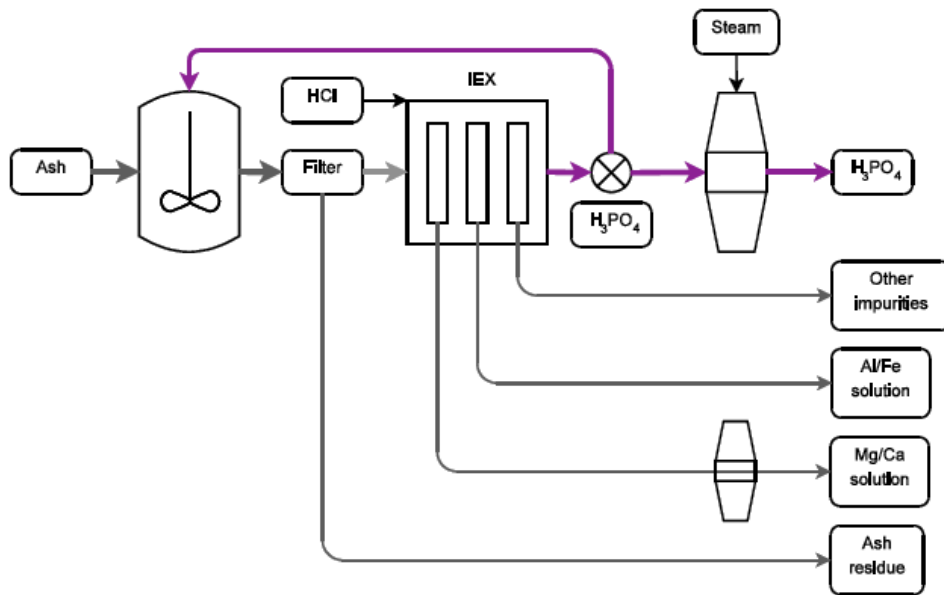 Steam
IEX
HCl
Ash
Filter
H₃PO₄
H₃PO₄
Other
impurities
Al/Fe
solution
Mg/Ca
solution
Ash
residue